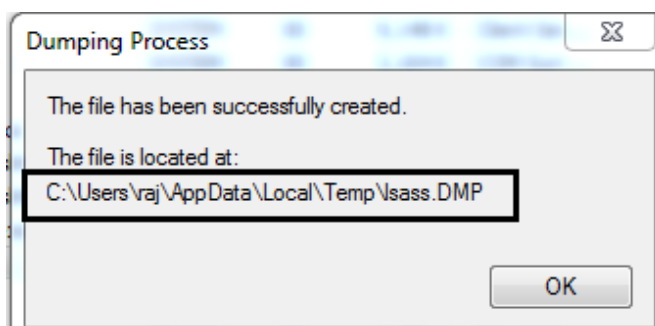 Dumping Process
The file has been successfully created.
The file is located at:
C:\Users\raj\AppData\Local\Temp\lsass.DMP
OK